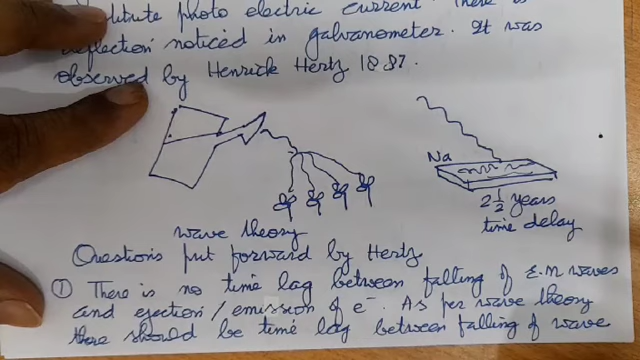 constitute photo electric current. There is
deflection noticed in galvanometer. It was
observed by Henrick Hertz 1887.
Na
2 1/2 years
time delay
wave theory
Questions put forward by Hertz
① There is no time lag between falling of E.M waves
and ejection / emission of e⁻. As per wave theory
there should be time lag between falling of wave